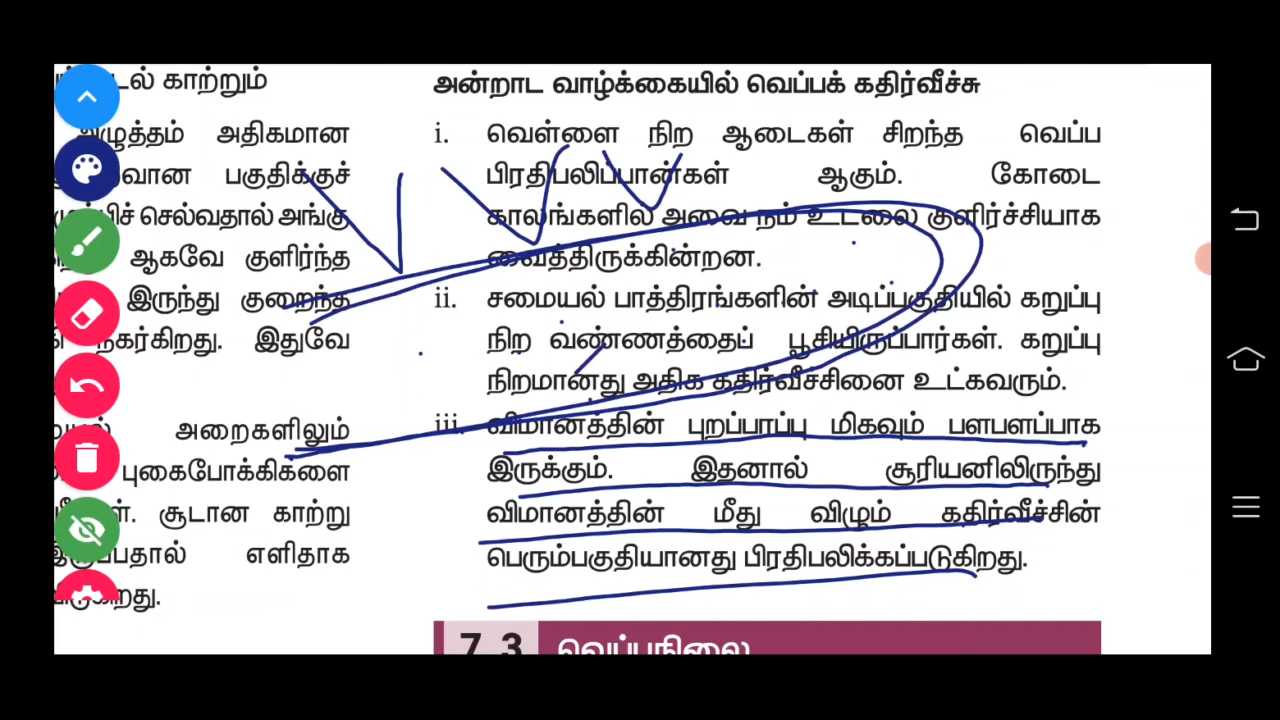 காற்றும்
அதிகமான
பகுதிக்குச்
செல்வதால் அங்கு
ஆகவே குளிர்ந்த
இருந்து குறைந்த
நகர்கிறது. இதுவே
அறைகளிலும்
புகைபோக்கிகளை
சூடான காற்று
எளிதாக
அன்றாட வாழ்க்கையில் வெப்பக் கதிர்வீச்சு
i. வெள்ளை நிற ஆடைகள் சிறந்த வெப்ப
பிரதிபலிப்பான்கள் ஆகும். கோடை
காலங்களில் அவை நம் உடலை குளிர்ச்சியாக
வைத்திருக்கின்றன.
ii. சமையல் பாத்திரங்களின் அடிப்பகுதியில் கறுப்பு
நிற வண்ணத்தைப் பூசியிருப்பார்கள். கறுப்பு
நிறமானது அதிக கதிர்வீச்சினை உட்கவரும்.
iii. விமானத்தின் புறப்பரப்பு மிகவும் பளபளப்பாக
இருக்கும். இதனால் சூரியனிலிருந்து
விமானத்தின் மீது விழும் கதிர்வீச்சின்
பெரும்பகுதியானது பிரதிபலிக்கப்படுகிறது.
7.3 வெப்பநிலை